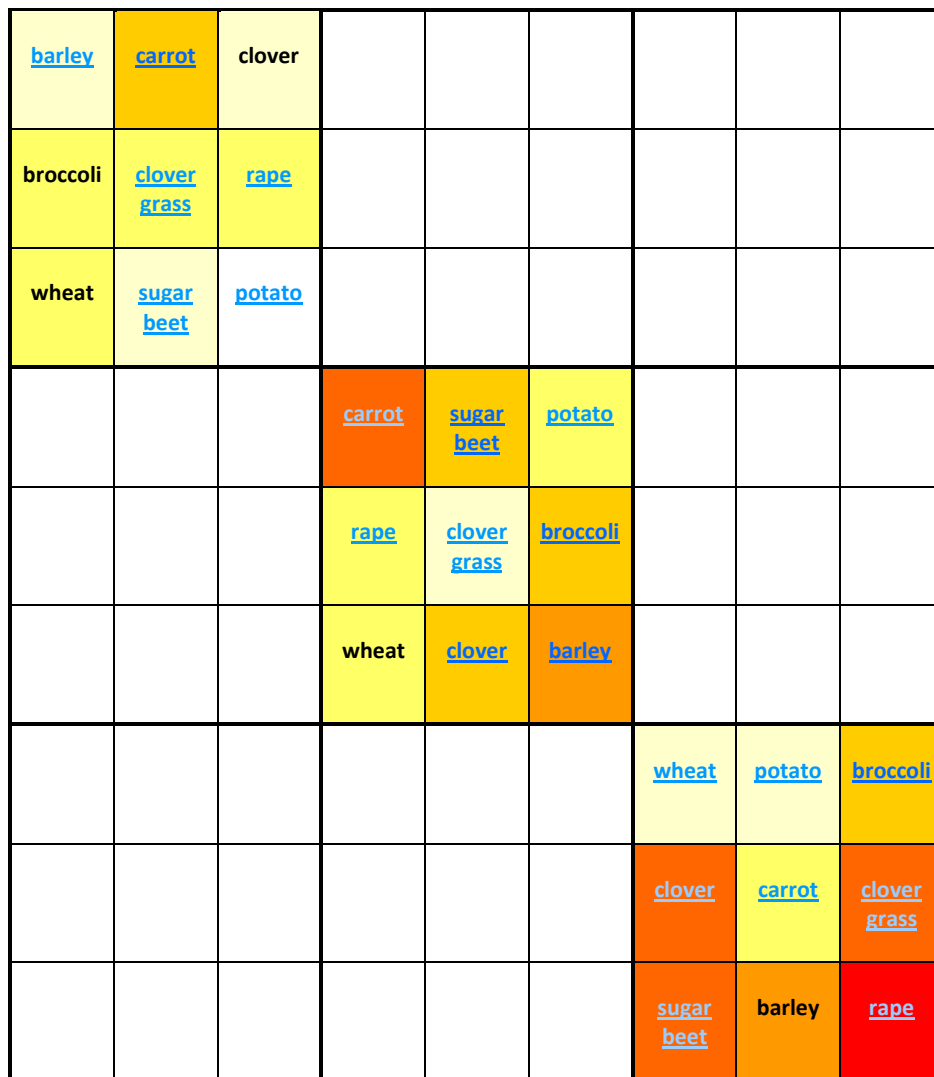 barley carrot clover
broccoli clover grass rape
wheat sugar beet potato
carrot sugar beet potato
rape clover grass broccoli
wheat clover barley
wheat potato broccoli
clover carrot clover grass
sugar beet barley rape